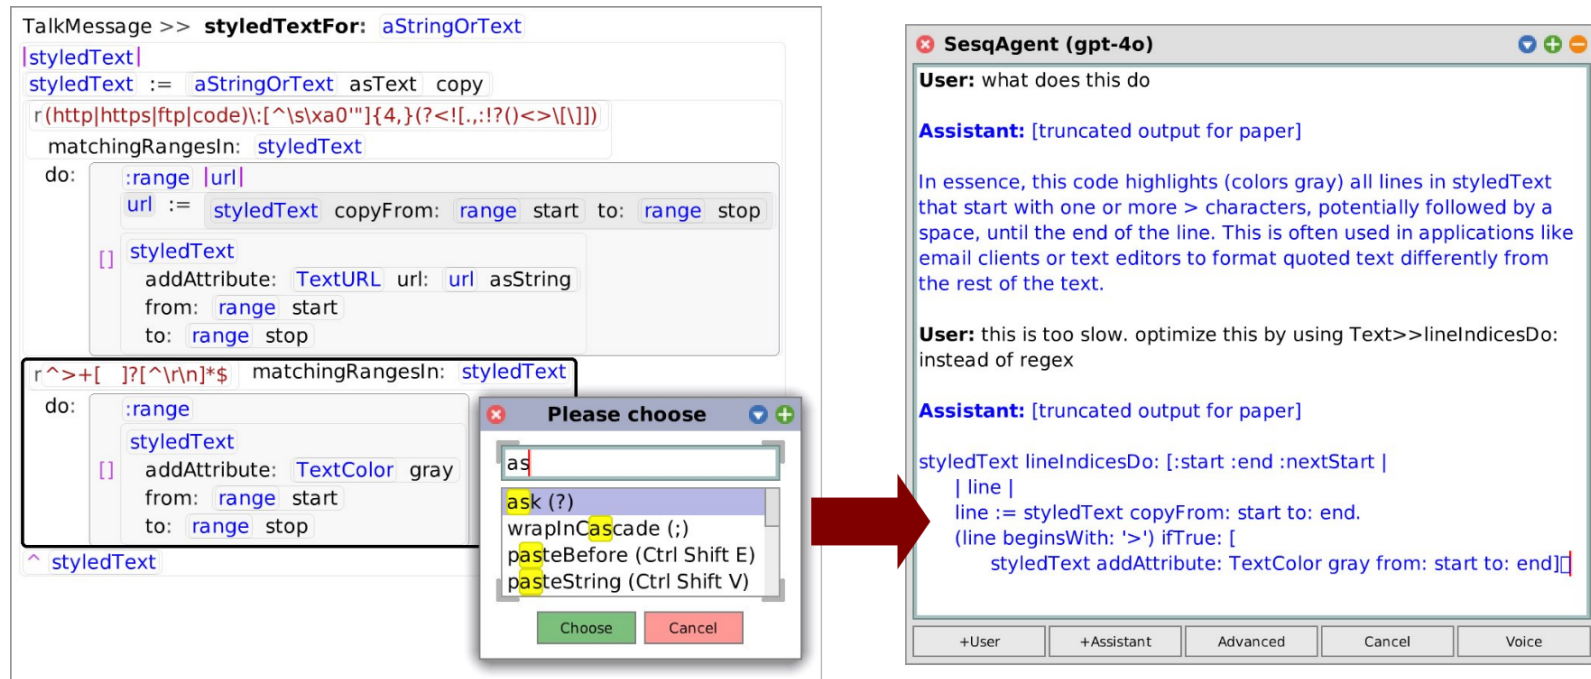 TalkMessage >> styledTextFor: aStringOrText
|styledText|
styledText := aStringOrText asText copy
r(http|https|ftp|code)\:[^\s\xa0'"]{4,}(?<![.,:!?()<>\[\]])
matchingRangesIn: styledText
do: :range |url|
url := styledText copyFrom: range start to: range stop
[] styledText
addAttribute: TextURL url: url asString
from: range start
to: range stop
r^>+[ ]?[^\r\n]*$ matchingRangesIn: styledText
do: :range
styledText
[] addAttribute: TextColor gray
from: range start
to: range stop
^ styledText
Please choose
as
ask (?)
wrapInCascade (;)
pasteBefore (Ctrl Shift E)
pasteString (Ctrl Shift V)
Choose Cancel
SesqAgent (gpt-4o)
User: what does this do
Assistant: [truncated output for paper]
In essence, this code highlights (colors gray) all lines in styledText
that start with one or more > characters, potentially followed by a
space, until the end of the line. This is often used in applications like
email clients or text editors to format quoted text differently from
the rest of the text.
User: this is too slow. optimize this by using Text>>lineIndicesDo:
instead of regex
Assistant: [truncated output for paper]
styledText lineIndicesDo: [:start :end :nextStart |
| line |
line := styledText copyFrom: start to: end.
(line beginsWith: '>') ifTrue: [
styledText addAttribute: TextColor gray from: start to: end]
+User +Assistant Advanced Cancel Voice